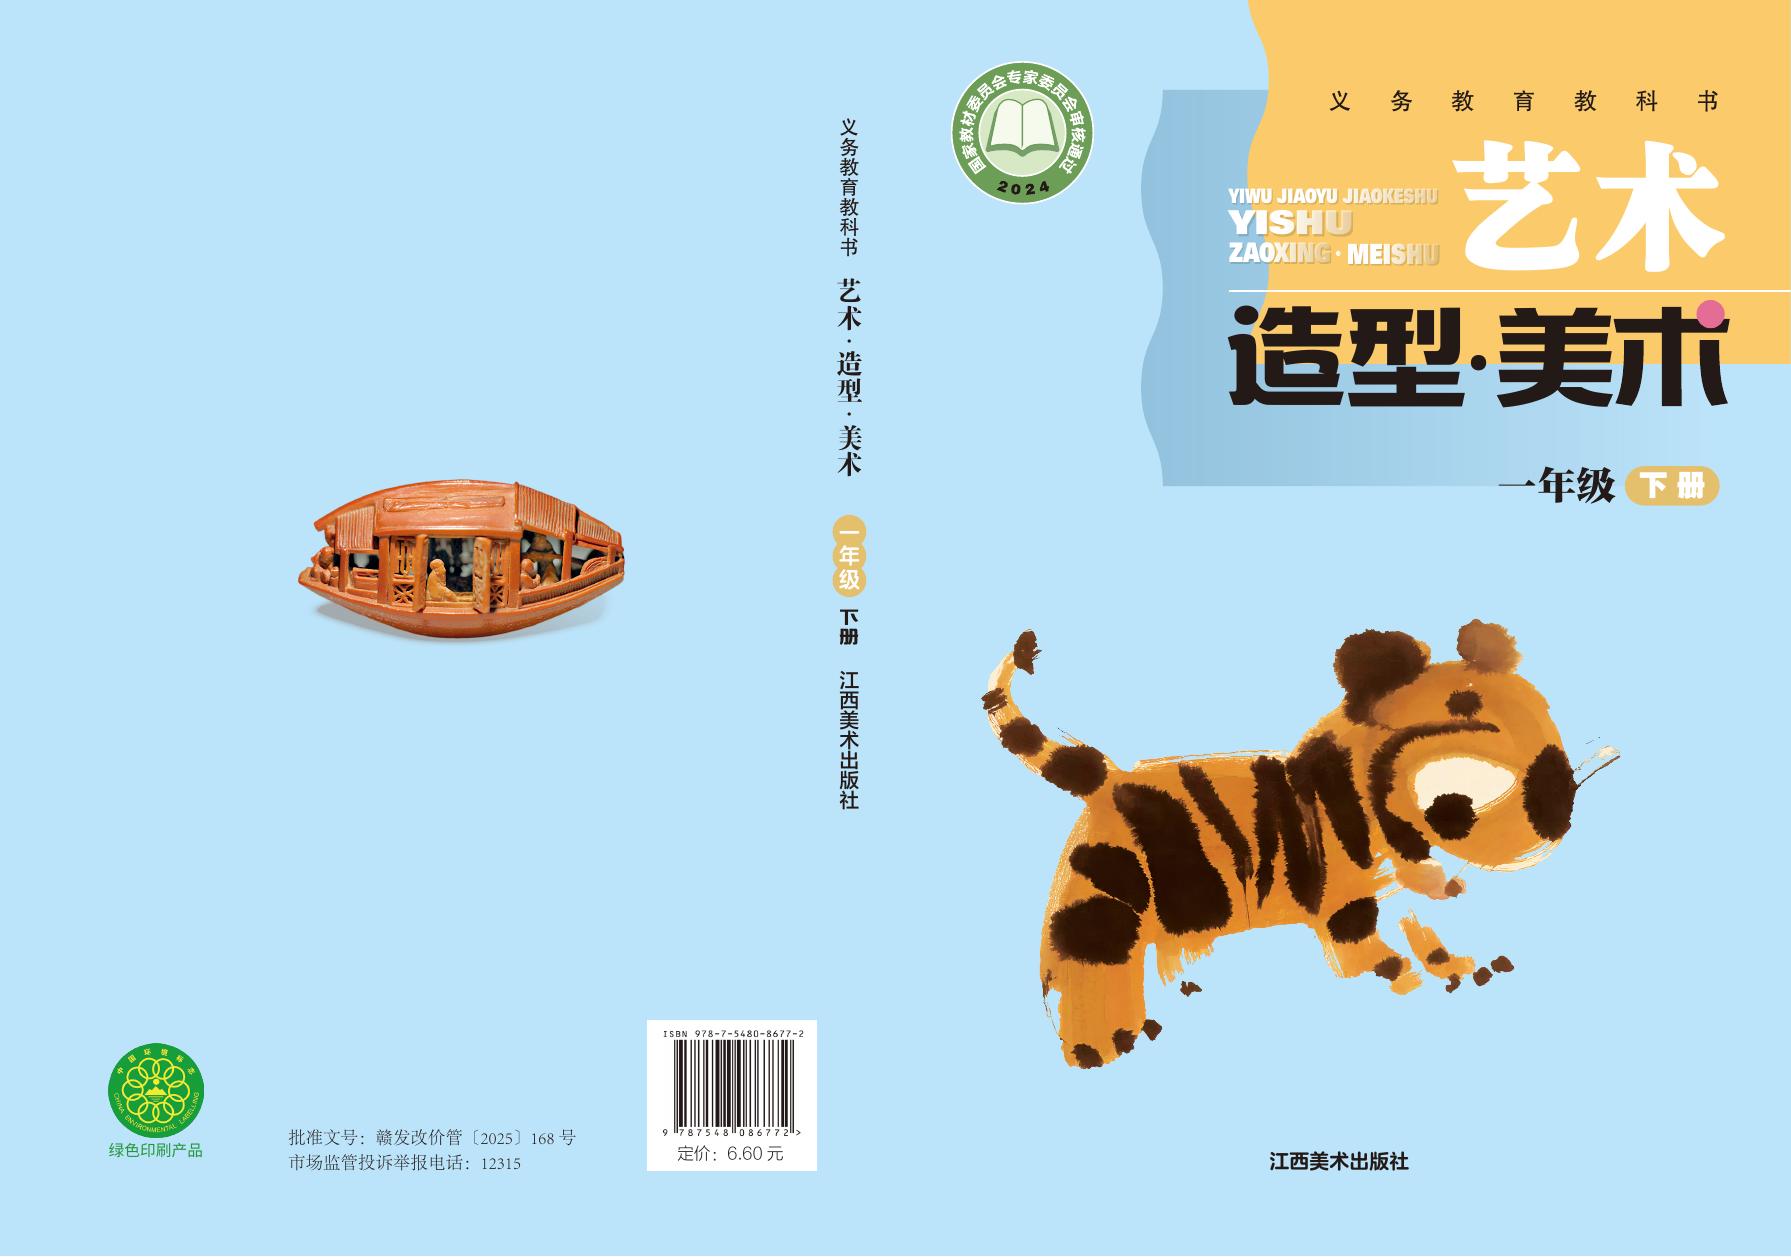 国家教材委员会专家委员会审核通过
2024
义务教育教科书
YIWU JIAOYU JIAOKESHU
YISHU
ZAOXING·MEISHU
艺术
造型·美术
一年级 下册
江西美术出版社
义务教育教科书 艺术·造型·美术 一年级 下册 江西美术出版社
中国环境标志
CHINA ENVIRONMENTAL LABELLING
绿色印刷产品
批准文号：赣发改价管〔2025〕168号
市场监管投诉举报电话：12315
ISBN 978-7-5480-8677-2
9 787548 086772 >
定价：6.60元